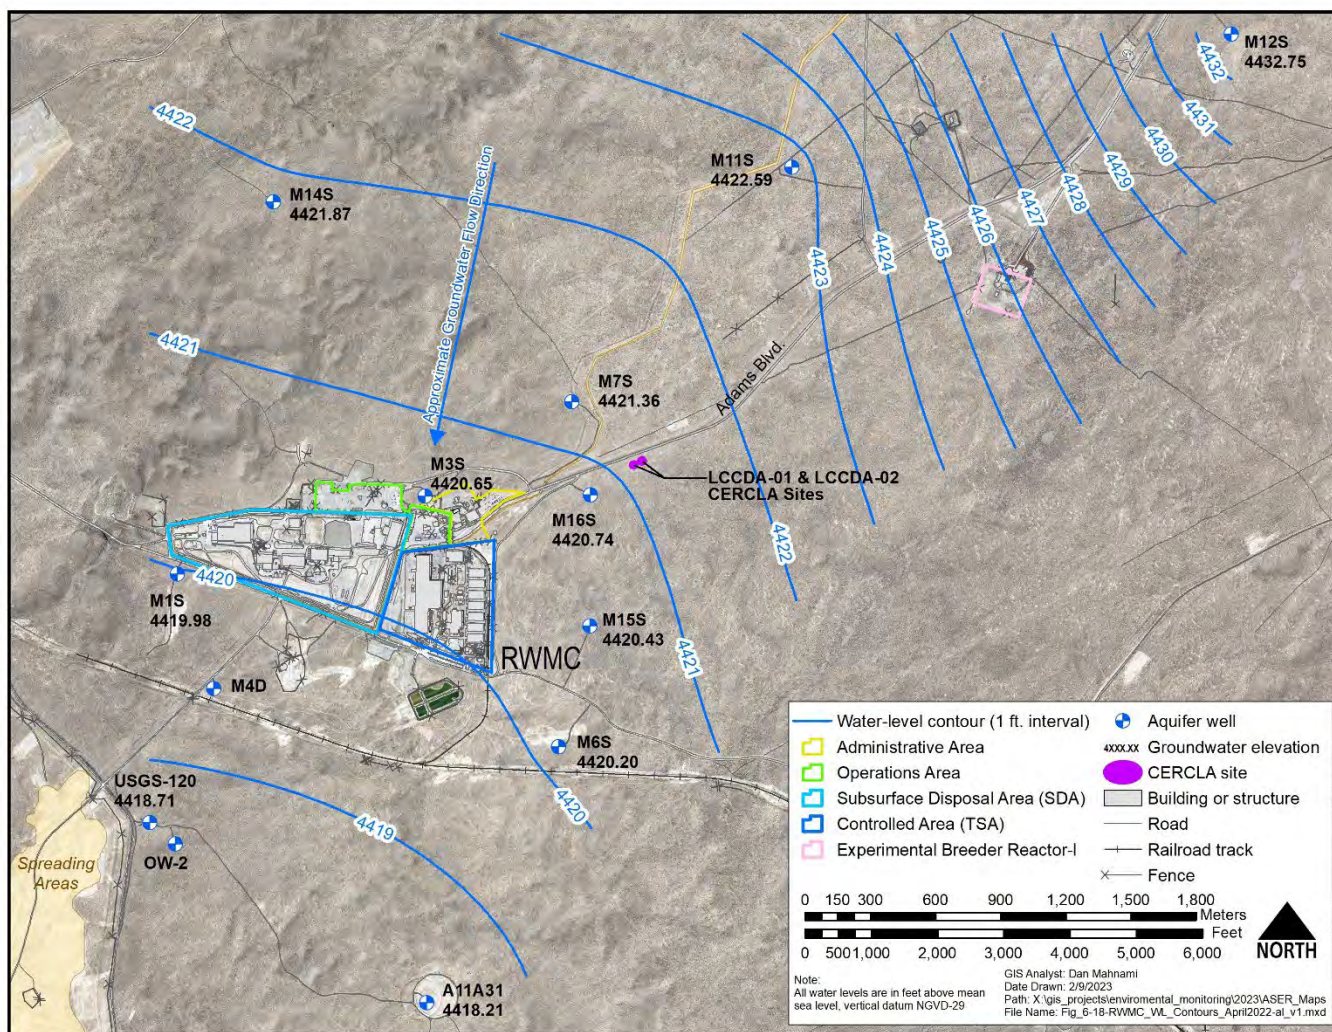 M12S
4432.75
4432
4431
4430
4429
4428
4427
4426
4425
4424
4423
4422
M11S
4422.59
4422
M14S
4421.87
Approximate Groundwater Flow Direction
4421
M7S
4421.36
Adams Blvd.
M3S
4420.65
LCCDA-01 & LCCDA-02
CERCLA Sites
M16S
4420.74
4420
M1S
4419.98
M15S
4420.43
RWMC
4421
M4D
M6S
4420.20
4420
USGS-120
4418.71
4419
OW-2
Spreading
Areas
A11A31
4418.21
Water-level contour (1 ft. interval)
Administrative Area
Operations Area
Subsurface Disposal Area (SDA)
Controlled Area (TSA)
Experimental Breeder Reactor-I
Aquifer well
4XXX.XX Groundwater elevation
CERCLA site
Building or structure
Road
Railroad track
Fence
0 150 300 600 900 1,200 1,500 1,800
Meters
Feet
0 500 1,000 2,000 3,000 4,000 5,000 6,000
NORTH
Note:
All water levels are in feet above mean
sea level, vertical datum NGVD-29
GIS Analyst: Dan Mahnami
Date Drawn: 2/9/2023
Path: X:\gis_projects\enviromental_monitoring\2023\ASER_Maps
File Name: Fig_6-18-RWMC_WL_Contours_April2022-al_v1.mxd